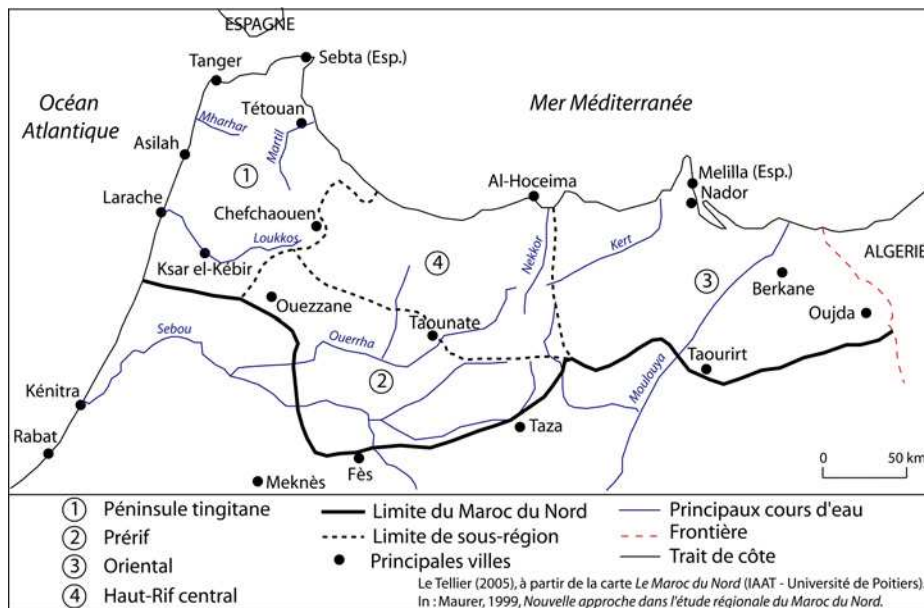 ESPAGNE
Tanger
Sebta (Esp.)
Océan
Atlantique
Mer Méditerranée
Tétouan
Mharhar
Martil
Asilah
①
Melilla (Esp.)
Nador
Larache
Al-Hoceima
Chefchaouen
Loukkos
④
Nekkor
Kert
ALGERIE
Ksar el-Kébir
③
Berkane
Ouezzane
Oujda
Taounate
Sebou
Ouerrha
Taourirt
②
Moulouya
Kénitra
Taza
Rabat
Fès
Meknès
0 50 km
① Péninsule tingitane
② Prérif
③ Oriental
④ Haut-Rif central
Limite du Maroc du Nord
Limite de sous-région
Principales villes
Principaux cours d'eau
Frontière
Trait de côte
Le Tellier (2005), à partir de la carte Le Maroc du Nord (IAAT - Université de Poitiers).
In : Maurer, 1999, Nouvelle approche dans l'étude régionale du Maroc du Nord.